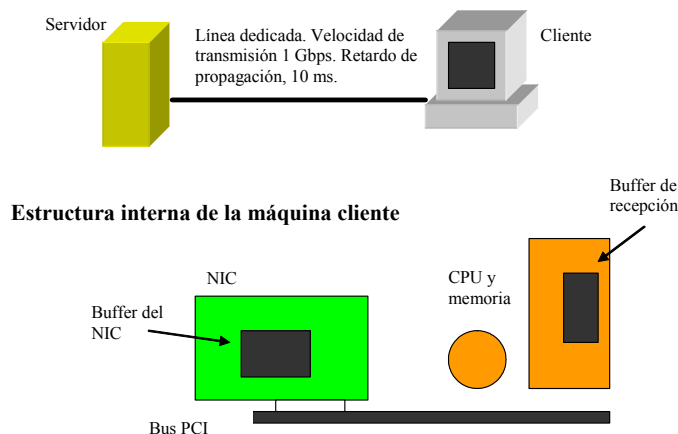 Servidor
Línea dedicada. Velocidad de
transmisión 1 Gbps. Retardo de
propagación, 10 ms.
Cliente
Buffer de
recepción
Estructura interna de la máquina cliente
NIC
CPU y
memoria
Buffer del
NIC
Bus PCI